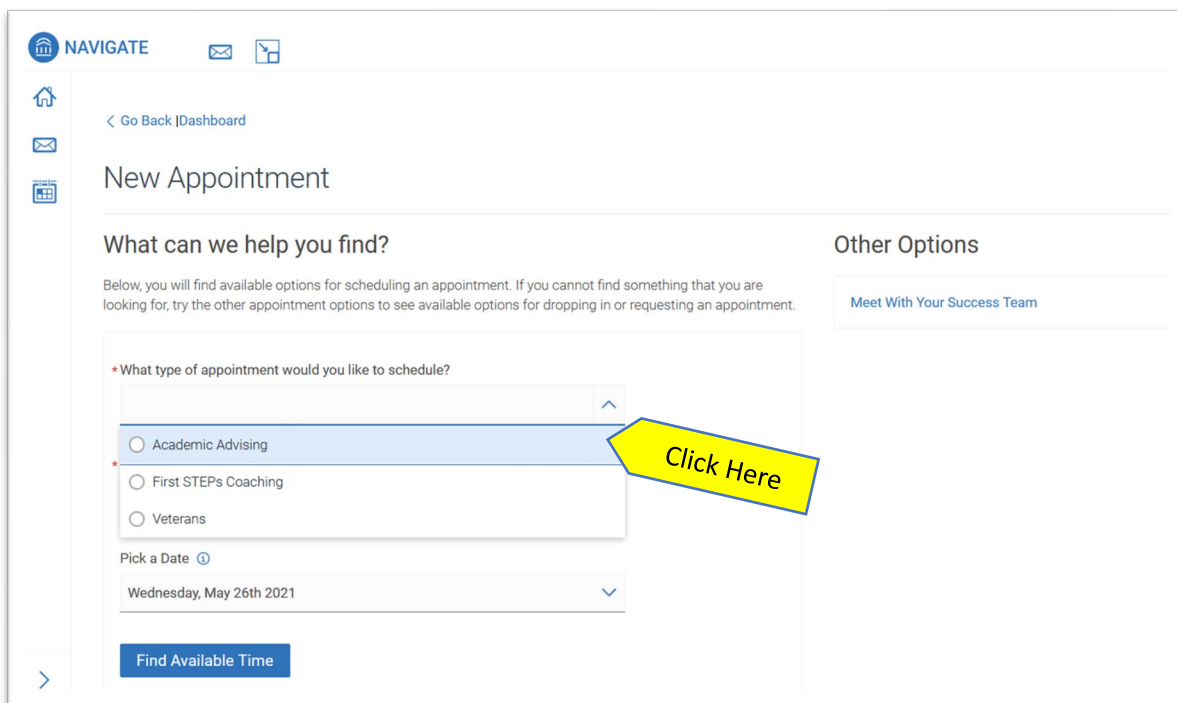 NAVIGATE
< Go Back |Dashboard
New Appointment
What can we help you find?
Below, you will find available options for scheduling an appointment. If you cannot find something that you are
looking for, try the other appointment options to see available options for dropping in or requesting an appointment.
*What type of appointment would you like to schedule?
Academic Advising
*
First STEPs Coaching
Veterans
Click Here
Pick a Date
Wednesday, May 26th 2021
Find Available Time
Other Options
Meet With Your Success Team